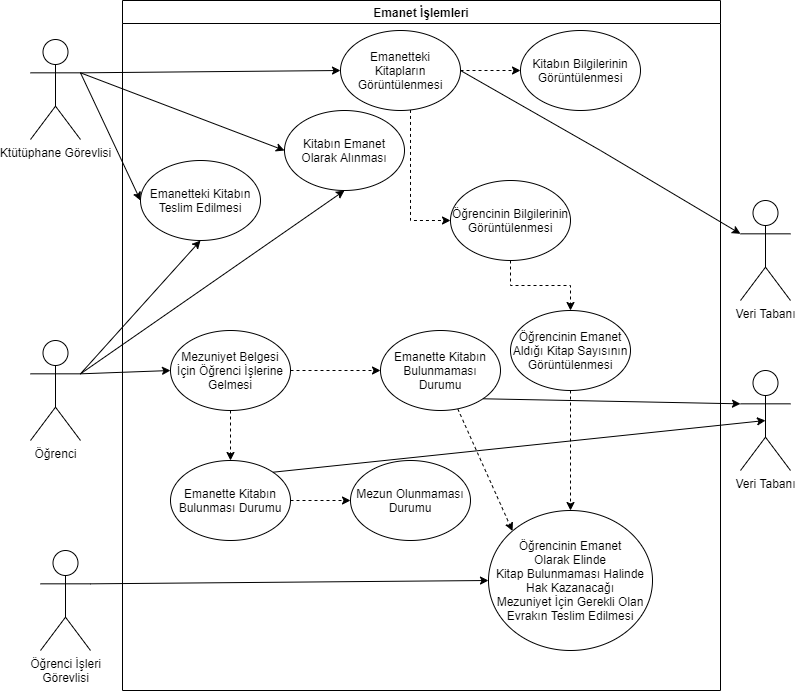 Emanet İşlemleri
Emanetteki
Kitapların
Görüntülenmesi
Kitabın Bilgilerinin
Görüntülenmesi
Ktütüphane Görevlisi
Kitabın Emanet
Olarak Alınması
Emanetteki Kitabın
Teslim Edilmesi
Öğrencinin Bilgilerinin
Görüntülenmesi
Veri Tabanı
Öğrencinin Emanet
Aldığı Kitap Sayısının
Görüntülenmesi
Mezuniyet Belgesi
İçin Öğrenci İşlerine
Gelmesi
Emanette Kitabın
Bulunmaması
Durumu
Öğrenci
Veri Tabanı
Emanette Kitabın
Bulunması Durumu
Mezun Olunmaması
Durumu
Öğrencinin Emanet
Olarak Elinde
Kitap Bulunmaması Halinde
Hak Kazanacağı
Mezuniyet İçin Gerekli Olan
Evrakın Teslim Edilmesi
Öğrenci İşleri
Görevlisi